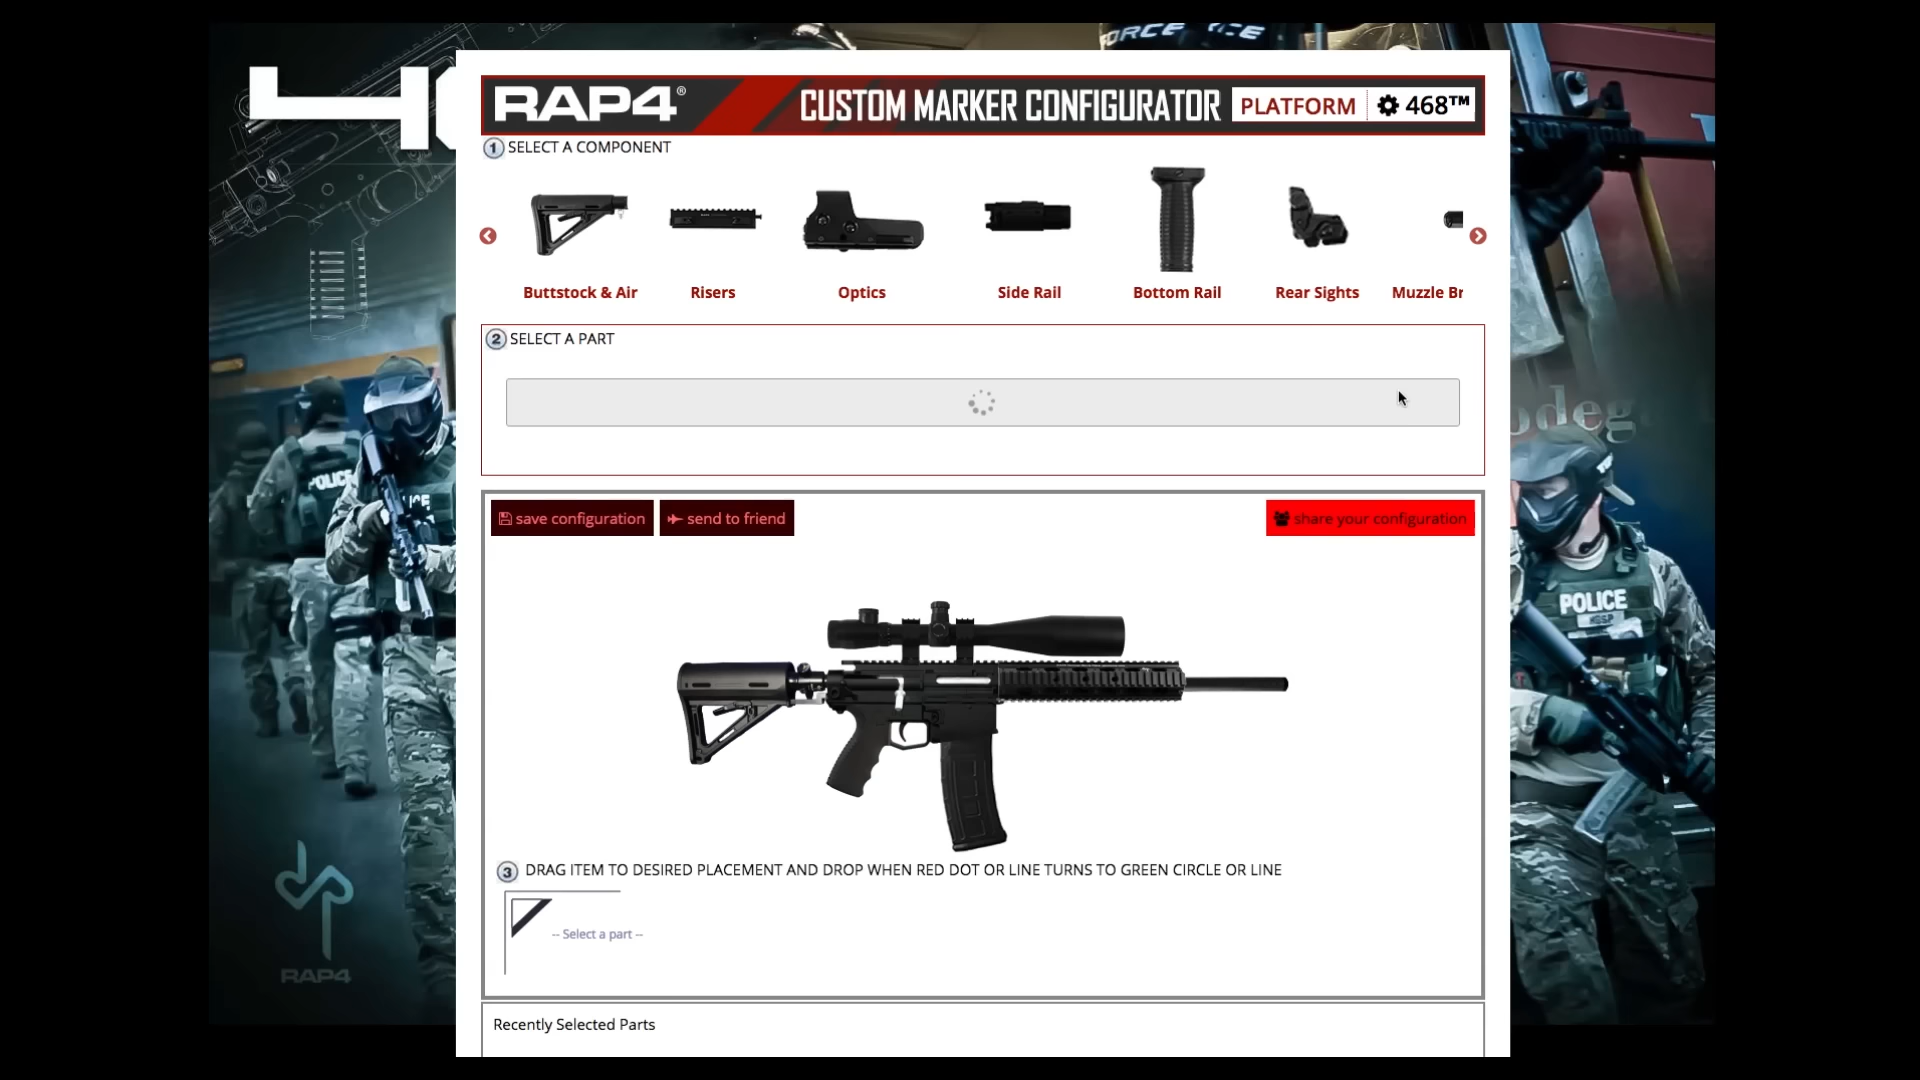 FORCE
RAP4® CUSTOM MARKER CONFIGURATOR PLATFORM 468™
1 SELECT A COMPONENT
Buttstock & Air Risers Optics Side Rail Bottom Rail Rear Sights Muzzle Br
2 SELECT A PART
POLICE
save configuration send to friend share your configuration
POLICE
3 DRAG ITEM TO DESIRED PLACEMENT AND DROP WHEN RED DOT OR LINE TURNS TO GREEN CIRCLE OR LINE
-- Select a part --
RAP4
Recently Selected Parts